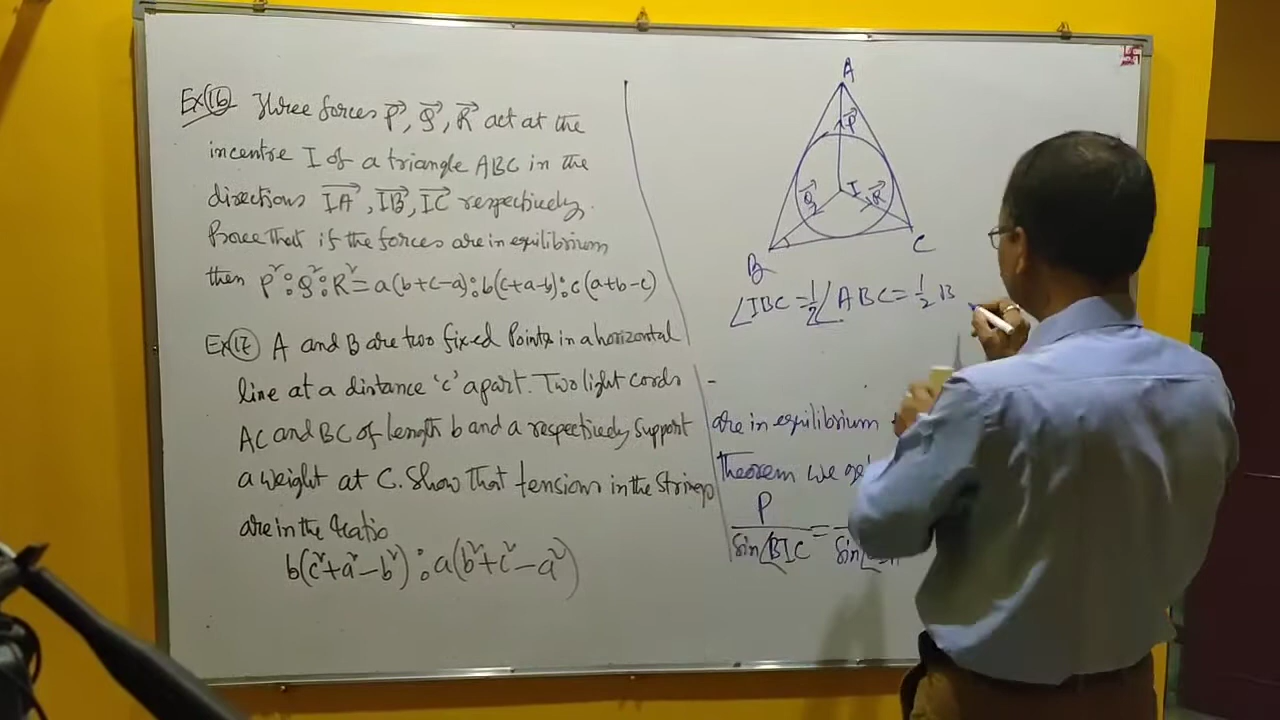 Ex(16) Three forces P⃗, Q⃗, R⃗ act at the
incentre I of a triangle ABC in the
directions IA⃗, IB⃗, IC⃗ respectively.
Prove that if the forces are in equilibrium
then P²:Q²:R²=a(b+c-a):b(c+a-b):c(a+b-c)
Ex(17) A and B are two fixed Points in a horizontal
line at a distance 'c' apart. Two light cords
AC and BC of length b and a respectively support
a weight at C. Show that tensions in the strings
are in the ratio
b(c²+a²-b²):a(b²+c²-a²)
A
P⃗
Q⃗ I R⃗
B C
∠IBC = ½∠ABC = ½ B
are in equilibrium
Theorem we get
P/sin∠BIC =
sin∠